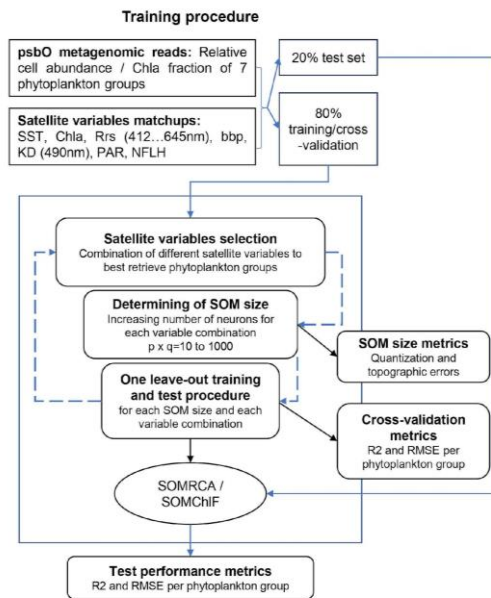 Training procedure
psbO metagenomic reads: Relative
cell abundance / Chla fraction of 7
phytoplankton groups
20% test set
Satellite variables matchups:
SST, Chla, Rrs (412...645nm), bbp,
KD (490nm), PAR, NFLH
80%
training/cross
-validation
Satellite variables selection
Combination of different satellite variables to
best retrieve phytoplankton groups
Determining of SOM size
Increasing number of neurons for
each variable combination
p x q=10 to 1000
SOM size metrics
Quantization and
topographic errors
One leave-out training
and test procedure
for each SOM size and each
variable combination
Cross-validation
metrics
R2 and RMSE per
phytoplankton group
SOMRCA /
SOMChlF
Test performance metrics
R2 and RMSE per phytoplankton group